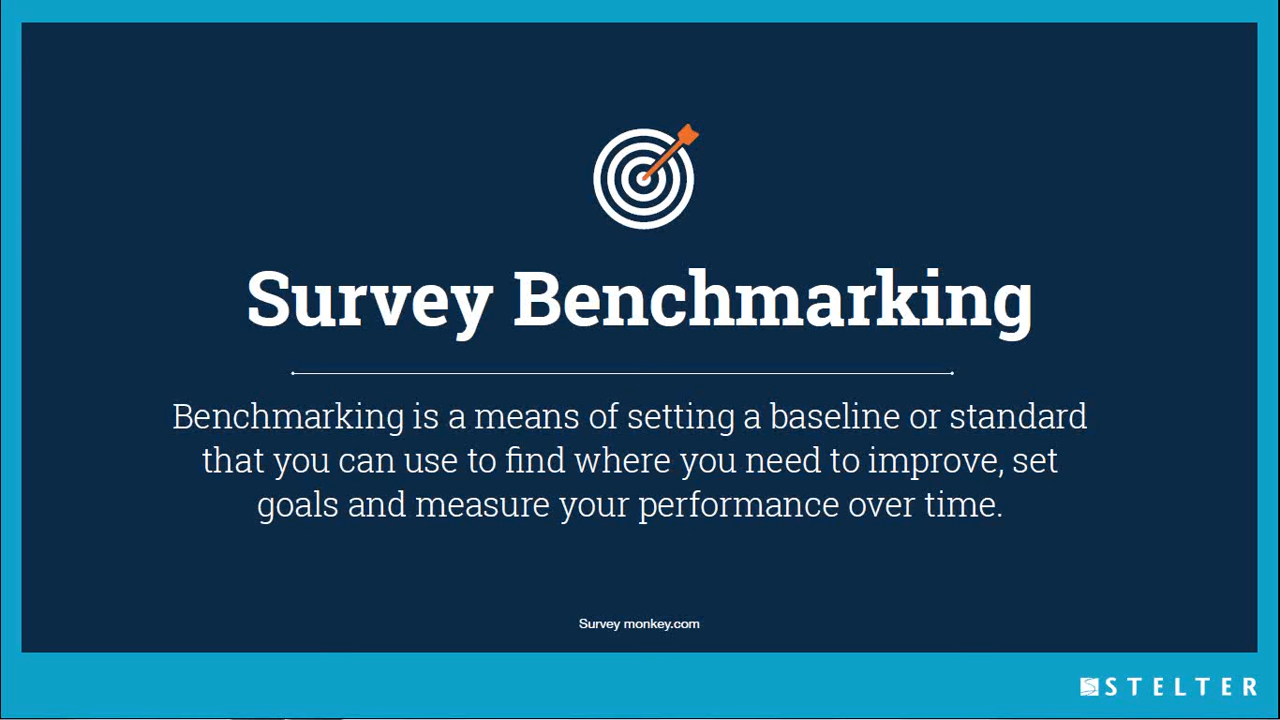 Survey Benchmarking
Benchmarking is a means of setting a baseline or standard
that you can use to find where you need to improve, set
goals and measure your performance over time.
Survey monkey.com
STELTER